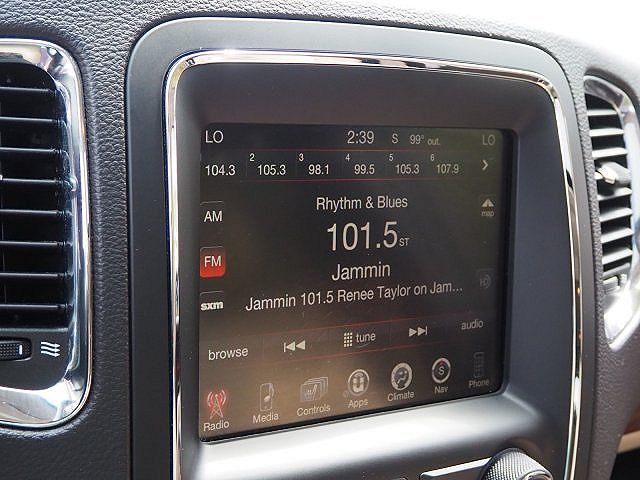 LO 2:39 S 99° out. LO
104.3 2 105.3 3 98.1 4 99.5 5 105.3 6 107.9
Rhythm & Blues
AM
map
101.5 ST
FM
Jammin
sxm
Jammin 101.5 Renee Taylor on Jam...
browse tune audio
Radio Media Controls Apps Climate Nav Phone
S